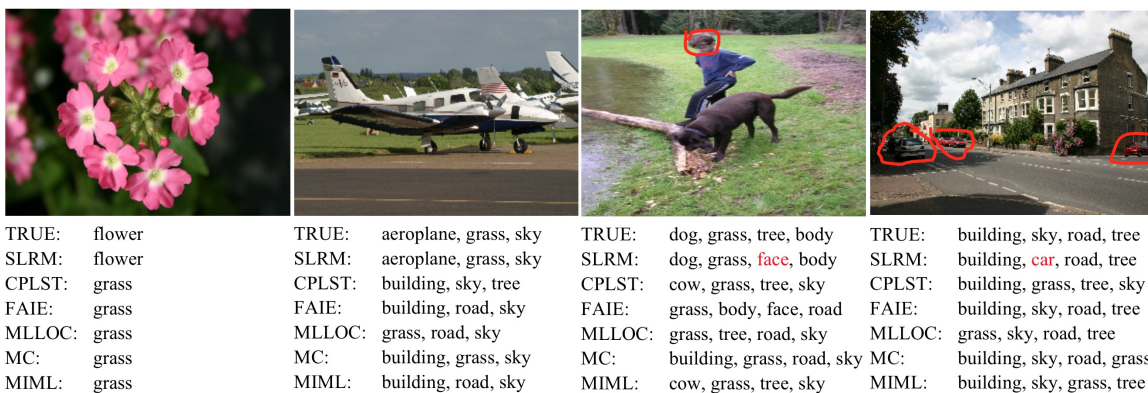 TRUE: flower
SLRM: flower
CPLST: grass
FAIE: grass
MLLOC: grass
MC: grass
MIML: grass
TRUE: aeroplane, grass, sky
SLRM: aeroplane, grass, sky
CPLST: building, sky, tree
FAIE: building, road, sky
MLLOC: grass, road, sky
MC: building, grass, sky
MIML: building, road, sky
TRUE: dog, grass, tree, body
SLRM: dog, grass, face, body
CPLST: cow, grass, tree, sky
FAIE: grass, body, face, road
MLLOC: grass, tree, road, sky
MC: building, grass, road, sky
MIML: cow, grass, tree, sky
TRUE: building, sky, road, tree
SLRM: building, car, road, tree
CPLST: building, grass, tree, sky
FAIE: building, sky, road, tree
MLLOC: grass, sky, road, tree
MC: building, sky, road, grass
MIML: building, sky, grass, tree